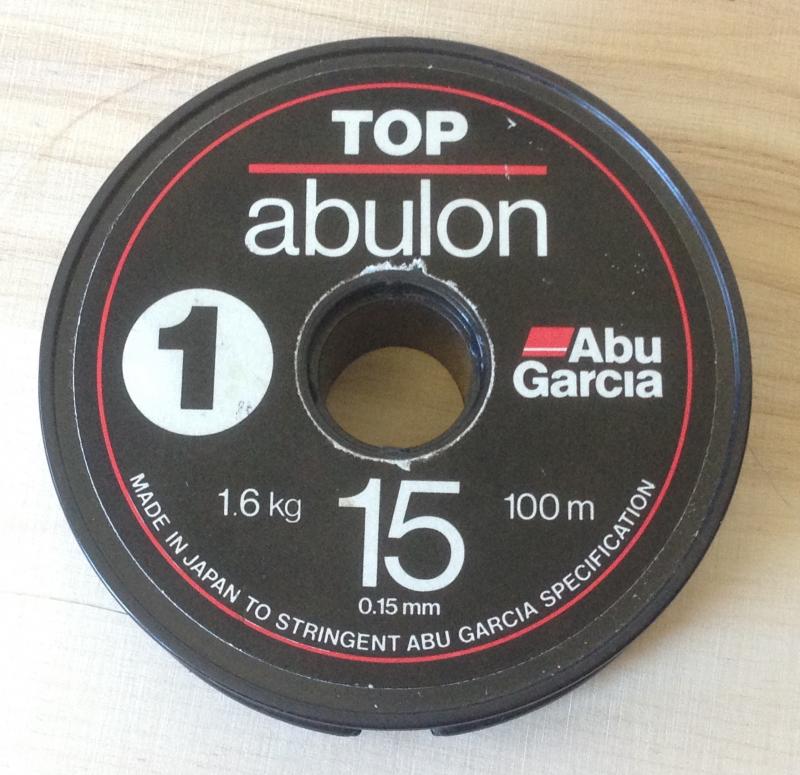 TOP
abulon
1
Abu
Garcia
1.6 kg
15
100 m
0.15 mm
MADE IN JAPAN TO STRINGENT ABU GARCIA SPECIFICATION